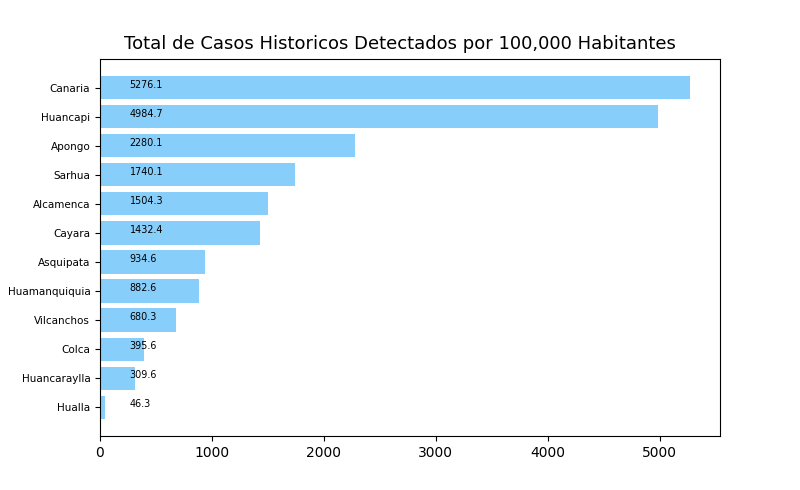 Total de Casos Historicos Detectados por 100,000 Habitantes
Canaria 5276.1
Huancapi 4984.7
Apongo 2280.1
Sarhua 1740.1
Alcamenca 1504.3
Cayara 1432.4
Asquipata 934.6
Huamanquiquia 882.6
Vilcanchos 680.3
Colca 395.6
Huancaraylla 309.6
Hualla 46.3
0 1000 2000 3000 4000 5000